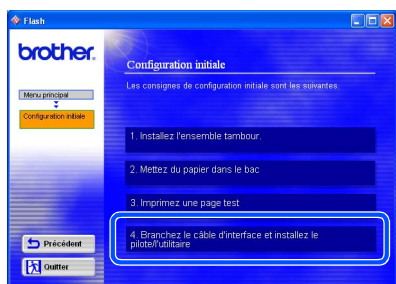 Flash
brother.
Configuration initiale
Les consignes de configuration initiale sont les suivantes.
Menu principal
Configuration initiale
1. Installez l'ensemble tambour.
2. Mettez du papier dans le bac
3. Imprimez une page test
4. Branchez le câble d'interface et installez le
pilote/l'utilitaire
Précédent
Quitter